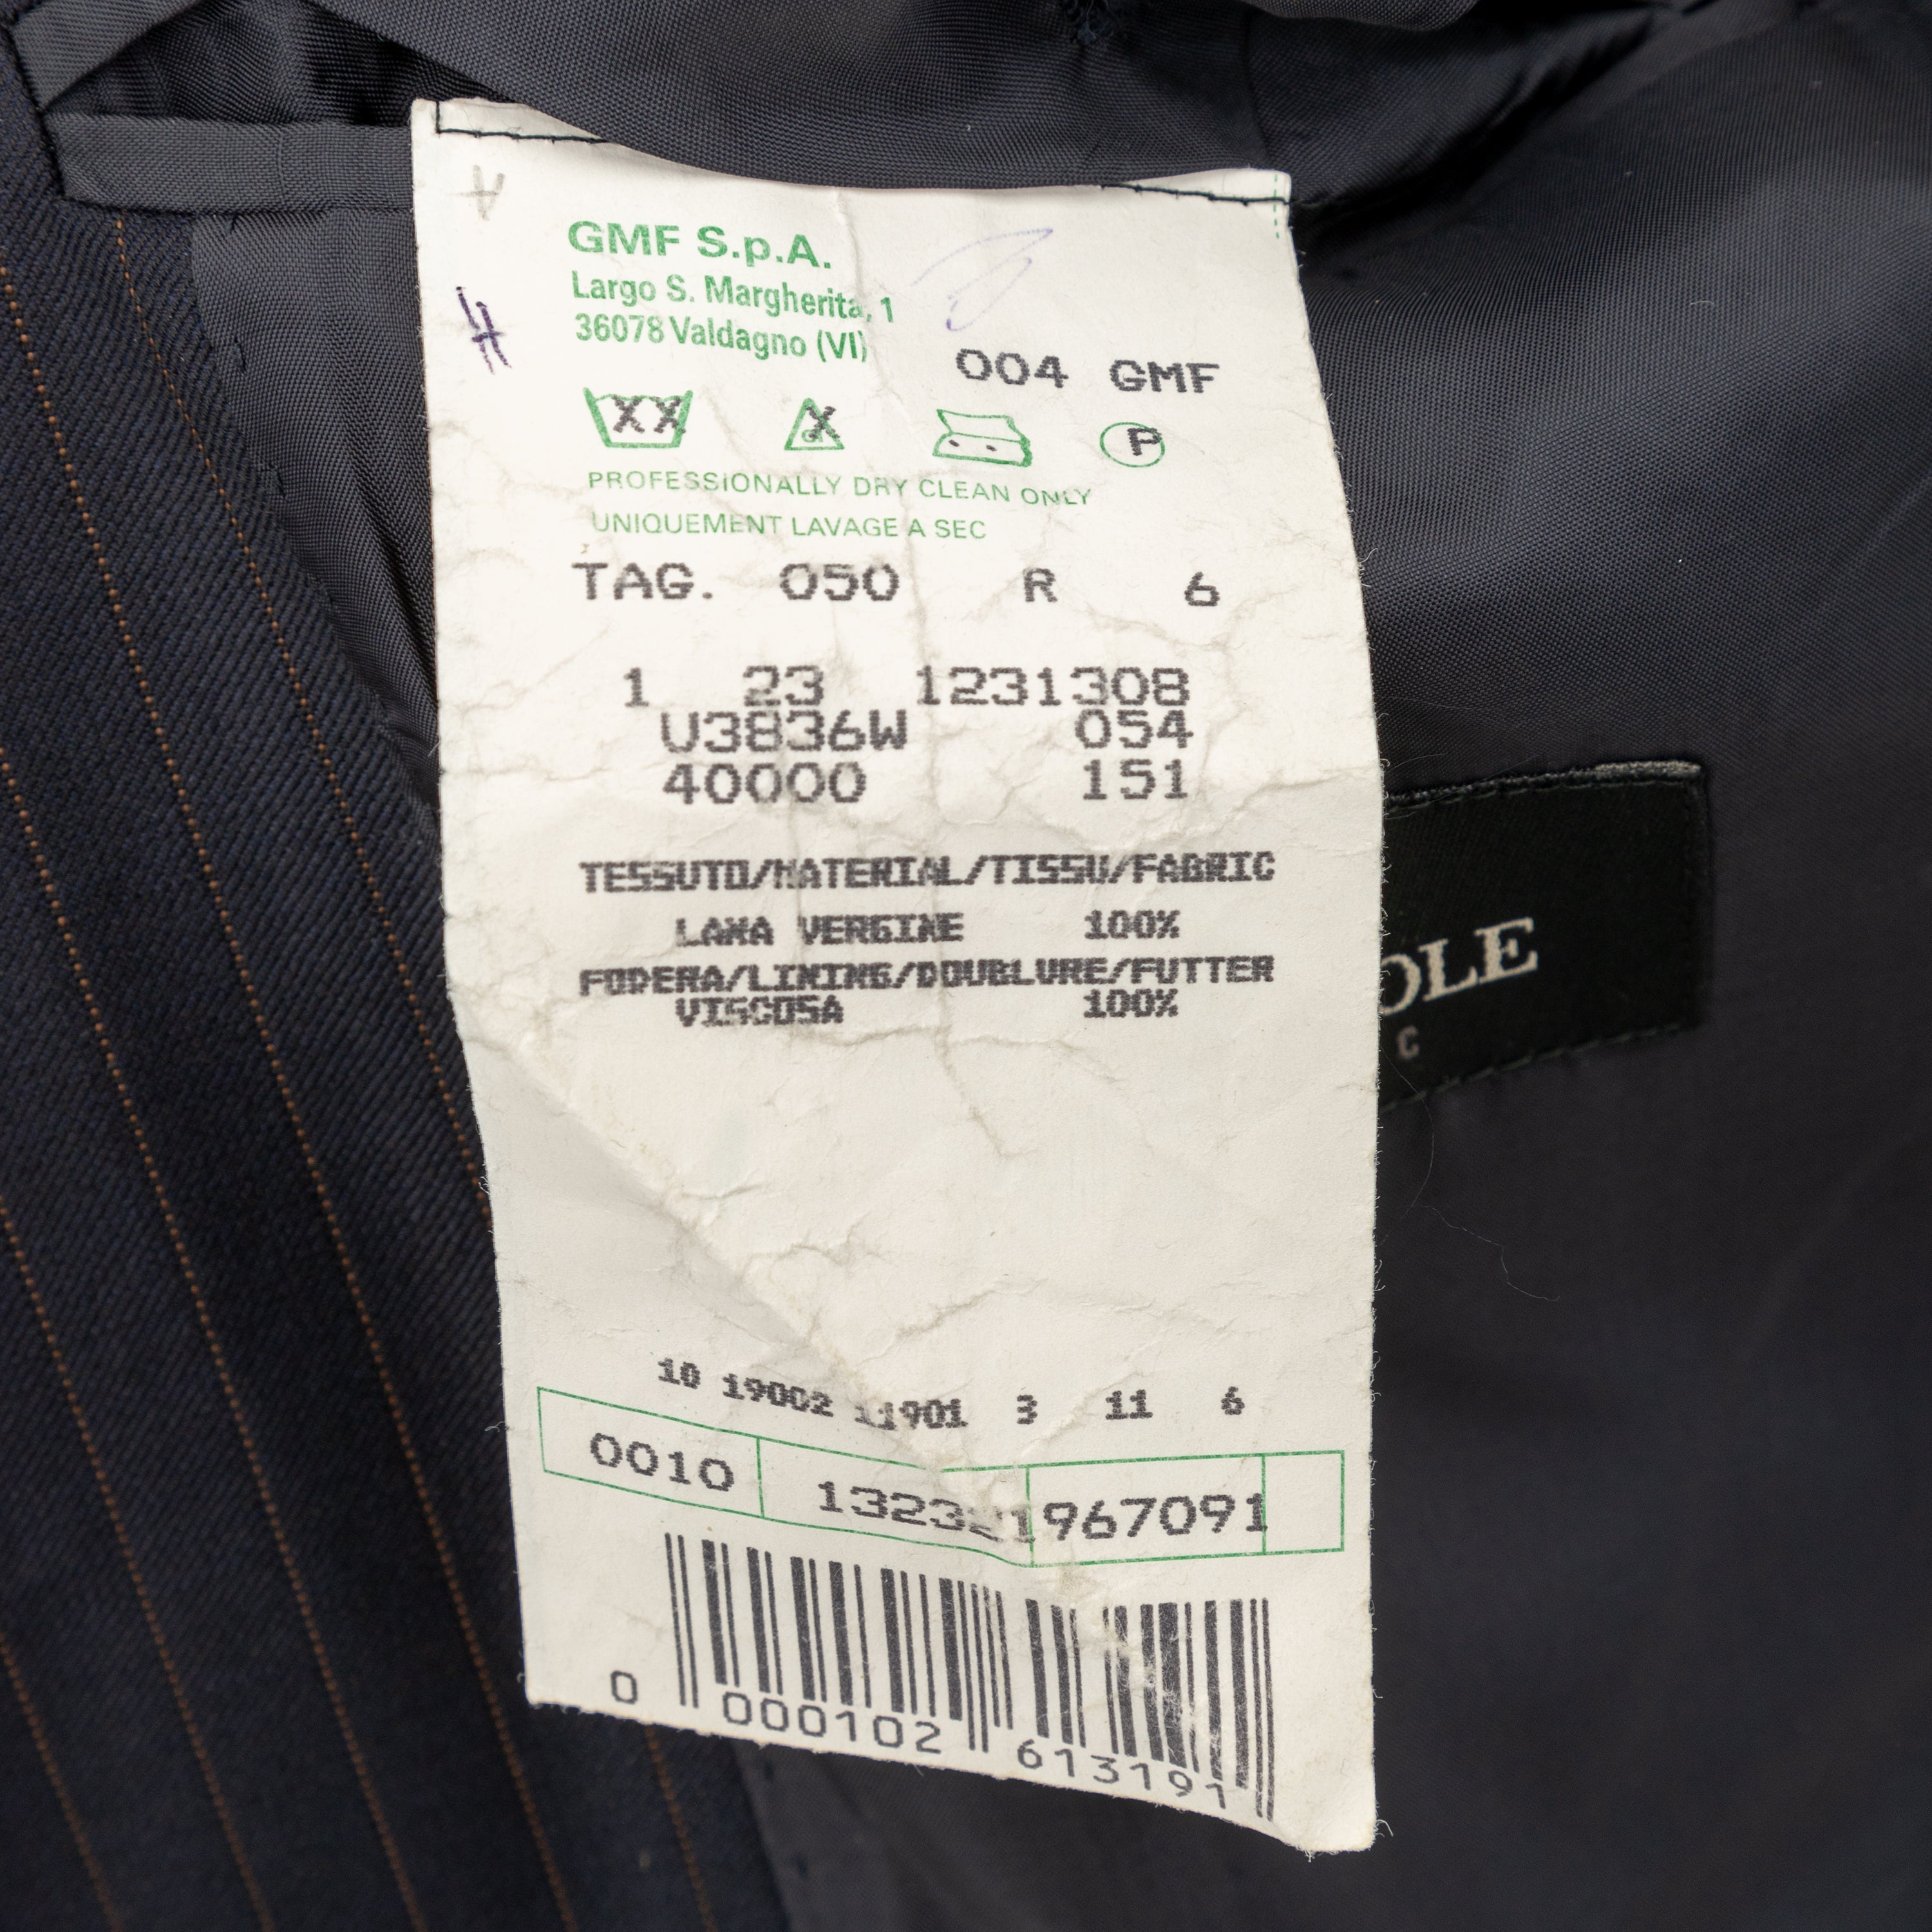 GMF S.p.A.
Largo S. Margherita, 1
36078 Valdagno (VI)
004 GMF
XX X P
PROFESSIONALLY DRY CLEAN ONLY
UNIQUEMENT LAVAGE A SEC
TAG. 050 R 6
1 23 1231308
U3836W 054
40000 151
TESSUTO/MATERIAL/TISSU/FABRIC
LANA VERGINE 100%
FODERA/LINING/DOUBLURE/FUTTER
VISCOSA 100%
10 19002 11901 3 11 6
0010
967091
0 000102 613191
OLE
C